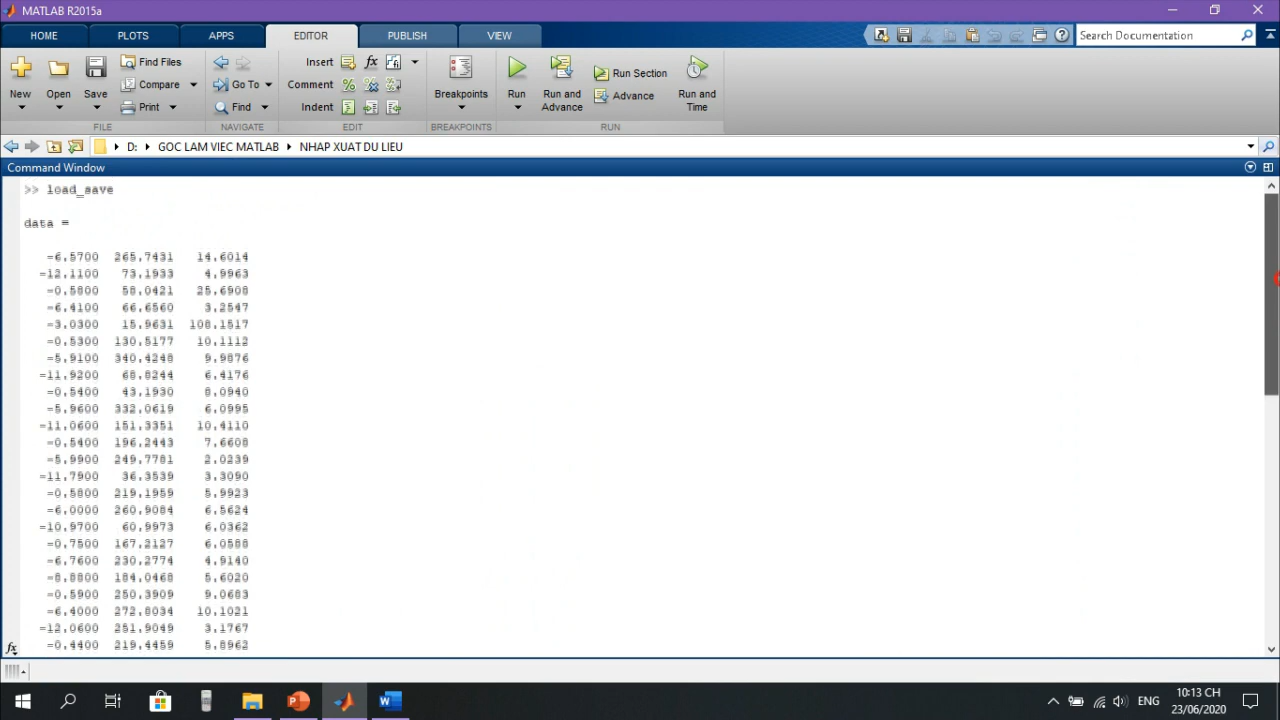 MATLAB R2015a
HOME PLOTS APPS EDITOR PUBLISH VIEW Search Documentation
New Open Save Find Files Compare Print Go To Find Insert Comment Indent Breakpoints Run Run and Advance Run Section Advance Run and Time
FILE NAVIGATE EDIT BREAKPOINTS RUN
D: GOC LAM VIEC MATLAB NHAP XUAT DU LIEU
Command Window
>> load_save
data =
-6.5700 265.7431 14.6014
-12.1100 73.1933 4.9963
-0.5800 58.0421 25.6908
-6.4100 66.6560 3.2547
-3.0300 15.9631 108.1517
-0.5300 130.5177 10.1112
-5.9100 340.4248 9.9876
-11.9200 68.8244 6.4176
-0.5400 43.1930 8.0940
-5.9600 332.0619 6.0995
-11.0600 151.3351 10.4110
-0.5400 196.2443 7.6608
-5.9900 249.7781 2.0239
-11.7900 36.3539 3.3090
-0.5800 219.1959 5.9923
-6.0000 260.9084 6.5624
-10.9700 60.9973 6.0362
-0.7500 167.2127 6.0588
-6.7600 230.2774 4.9140
-8.8800 184.0468 5.6020
-0.5900 250.3909 9.0683
-6.4000 272.8034 10.1021
-12.0600 251.9049 3.1767
-0.4400 219.4459 5.8962
fx
ENG
10:13 CH
23/06/2020